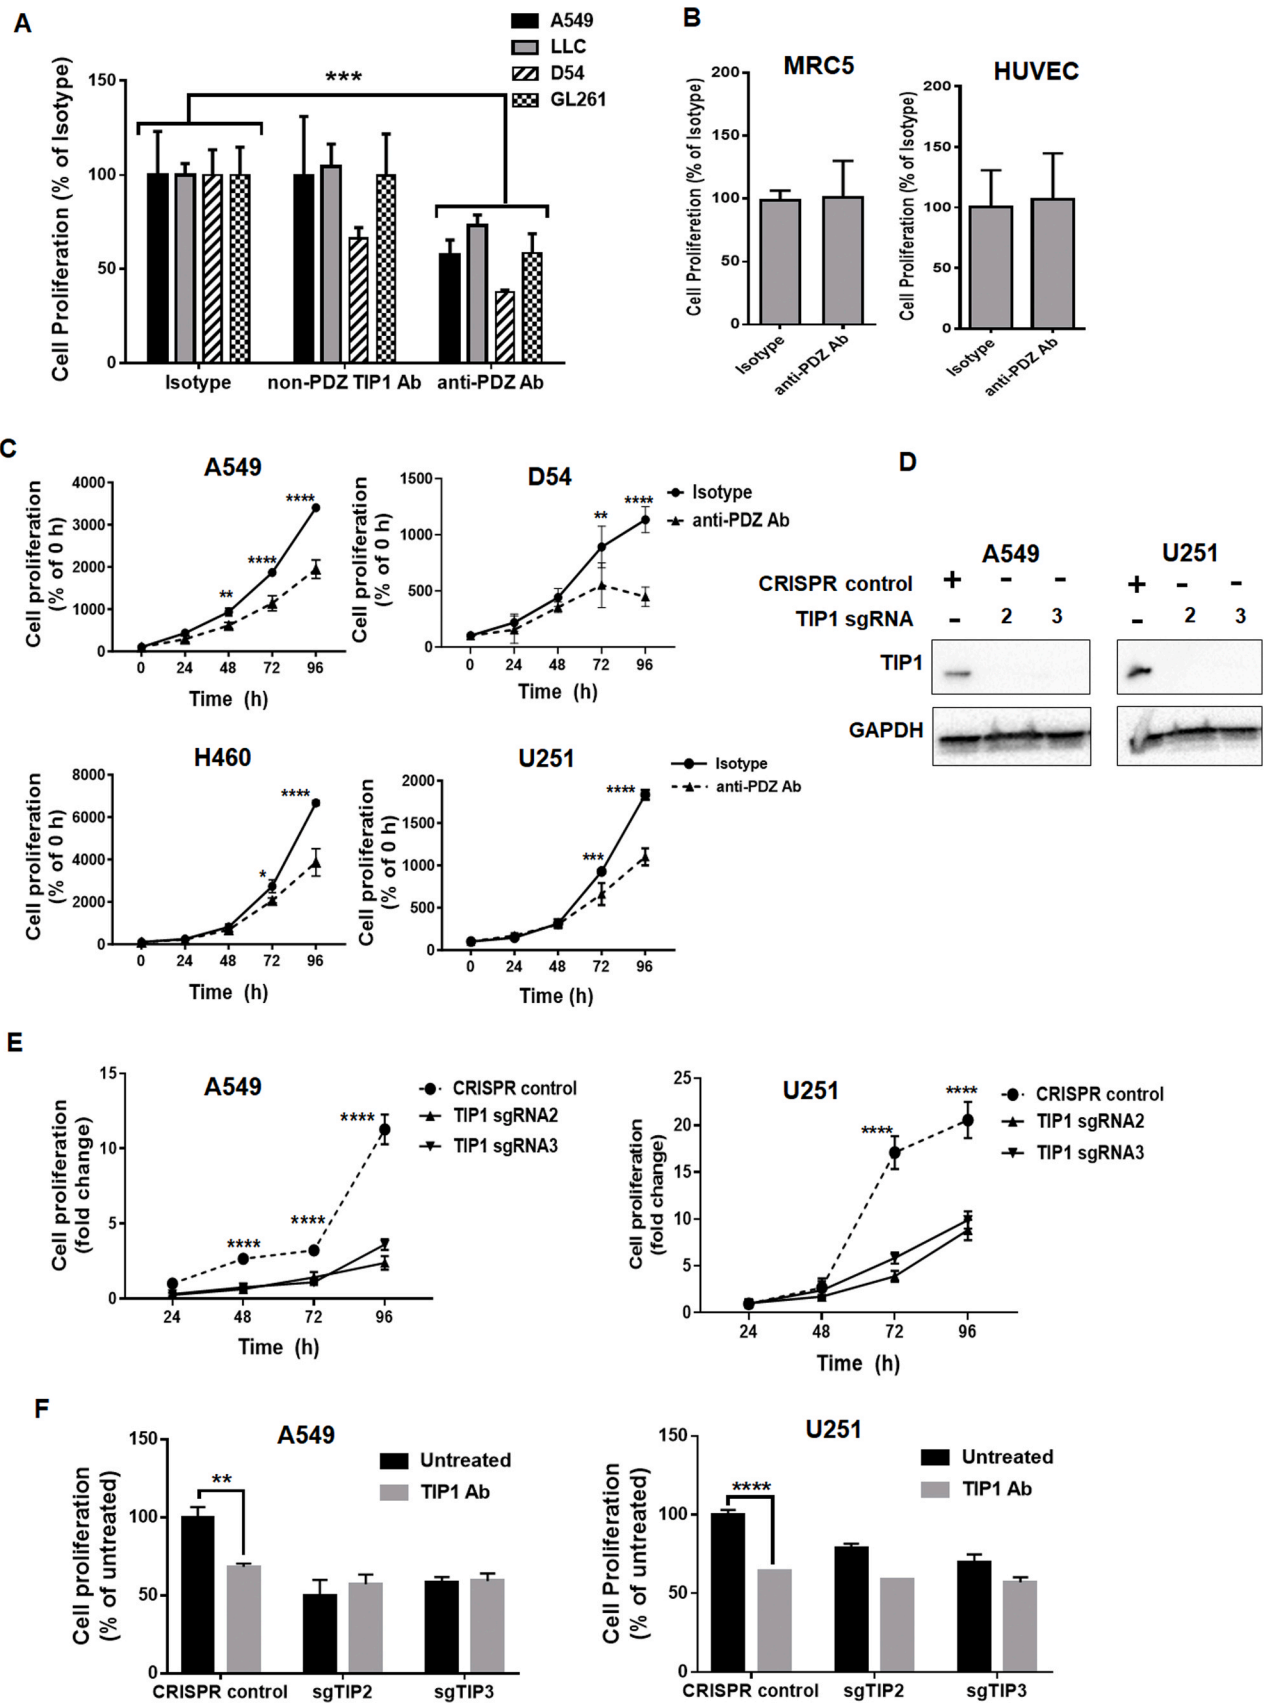 A
A549
LLC
D54
GL261
***
Cell Proliferation (% of Isotype)
150
100
50
0
Isotype
non-PDZ TIP1 Ab
anti-PDZ Ab
B
MRC5
Cell Proliferetion (% of Isotype)
200
150
100
50
0
Isotype
anti-PDZ Ab
HUVEC
Cell Proliferation (% of Isotype)
200
150
100
50
0
Isotype
anti-PDZ Ab
C
A549
Cell proliferation
(% of 0 h)
4000
3000
2000
1000
0
**
****
****
0 24 48 72 96
Time (h)
D54
Cell proliferation
(% of 0 h)
1500
1000
500
0
**
****
0 24 48 72 96
Time (h)
Isotype
anti-PDZ Ab
H460
Cell proliferation
(% of 0 h)
8000
6000
4000
2000
0
*
****
0 24 48 72 96
Time (h)
U251
Cell proliferation
(% of 0 h)
2000
1500
1000
500
0
***
****
0 24 48 72 96
Time (h)
Isotype
anti-PDZ Ab
D
A549 U251
CRISPR control + - - + - -
TIP1 sgRNA - 2 3 - 2 3
TIP1
GAPDH
E
A549
Cell proliferation
(fold change)
15
10
5
0
****
****
****
24 48 72 96
Time (h)
CRISPR control
TIP1 sgRNA2
TIP1 sgRNA3
U251
Cell proliferation
(fold change)
25
20
15
10
5
0
****
****
24 48 72 96
Time (h)
CRISPR control
TIP1 sgRNA2
TIP1 sgRNA3
F
A549
Cell proliferation
(% of untreated)
150
100
50
0
**
Untreated
TIP1 Ab
CRISPR control sgTIP2 sgTIP3
U251
Cell Proliferation
(% of untreated)
150
100
50
0
****
Untreated
TIP1 Ab
CRISPR control sgTIP2 sgTIP3